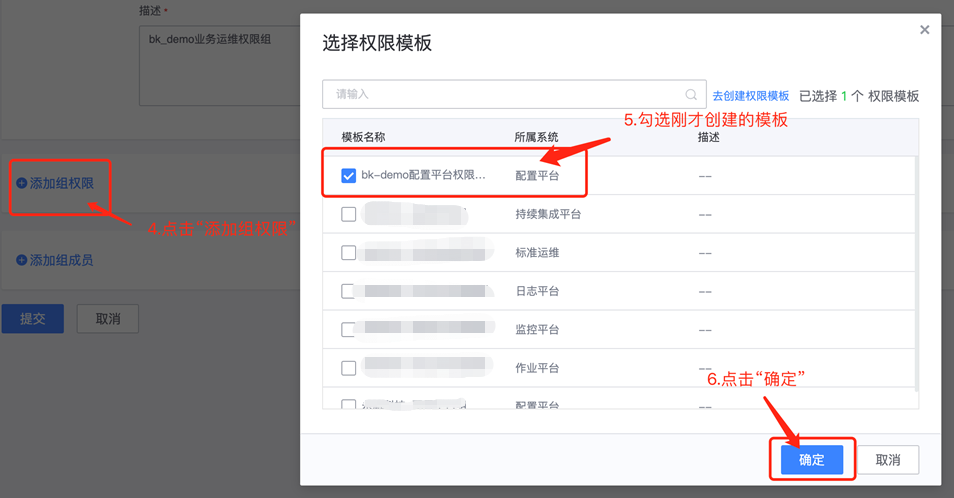 描述 *
bk_demo业务运维权限组
添加组权限
4.点击“添加组权限”
添加组成员
提交
取消
选择权限模板
请输入
去创建权限模板
已选择 1 个 权限模板
5.勾选刚才创建的模板
模板名称 所属系统 描述
bk-demo配置平台权限... 配置平台 --
持续集成平台 --
标准运维 --
日志平台 --
监控平台 --
作业平台 --
配置平台 --
6.点击“确定”
确定
取消